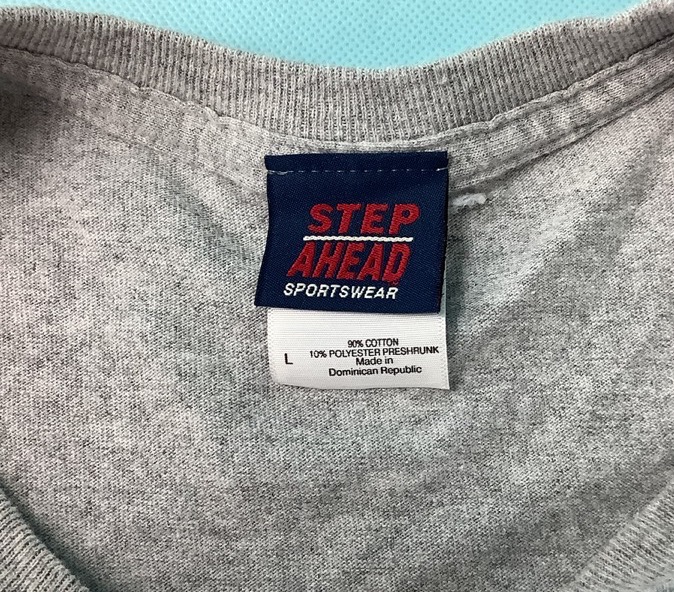 STEP
AHEAD
SPORTSWEAR
90% COTTON
L 10% POLYESTER PRESHRUNK
Made in
Dominican Republic